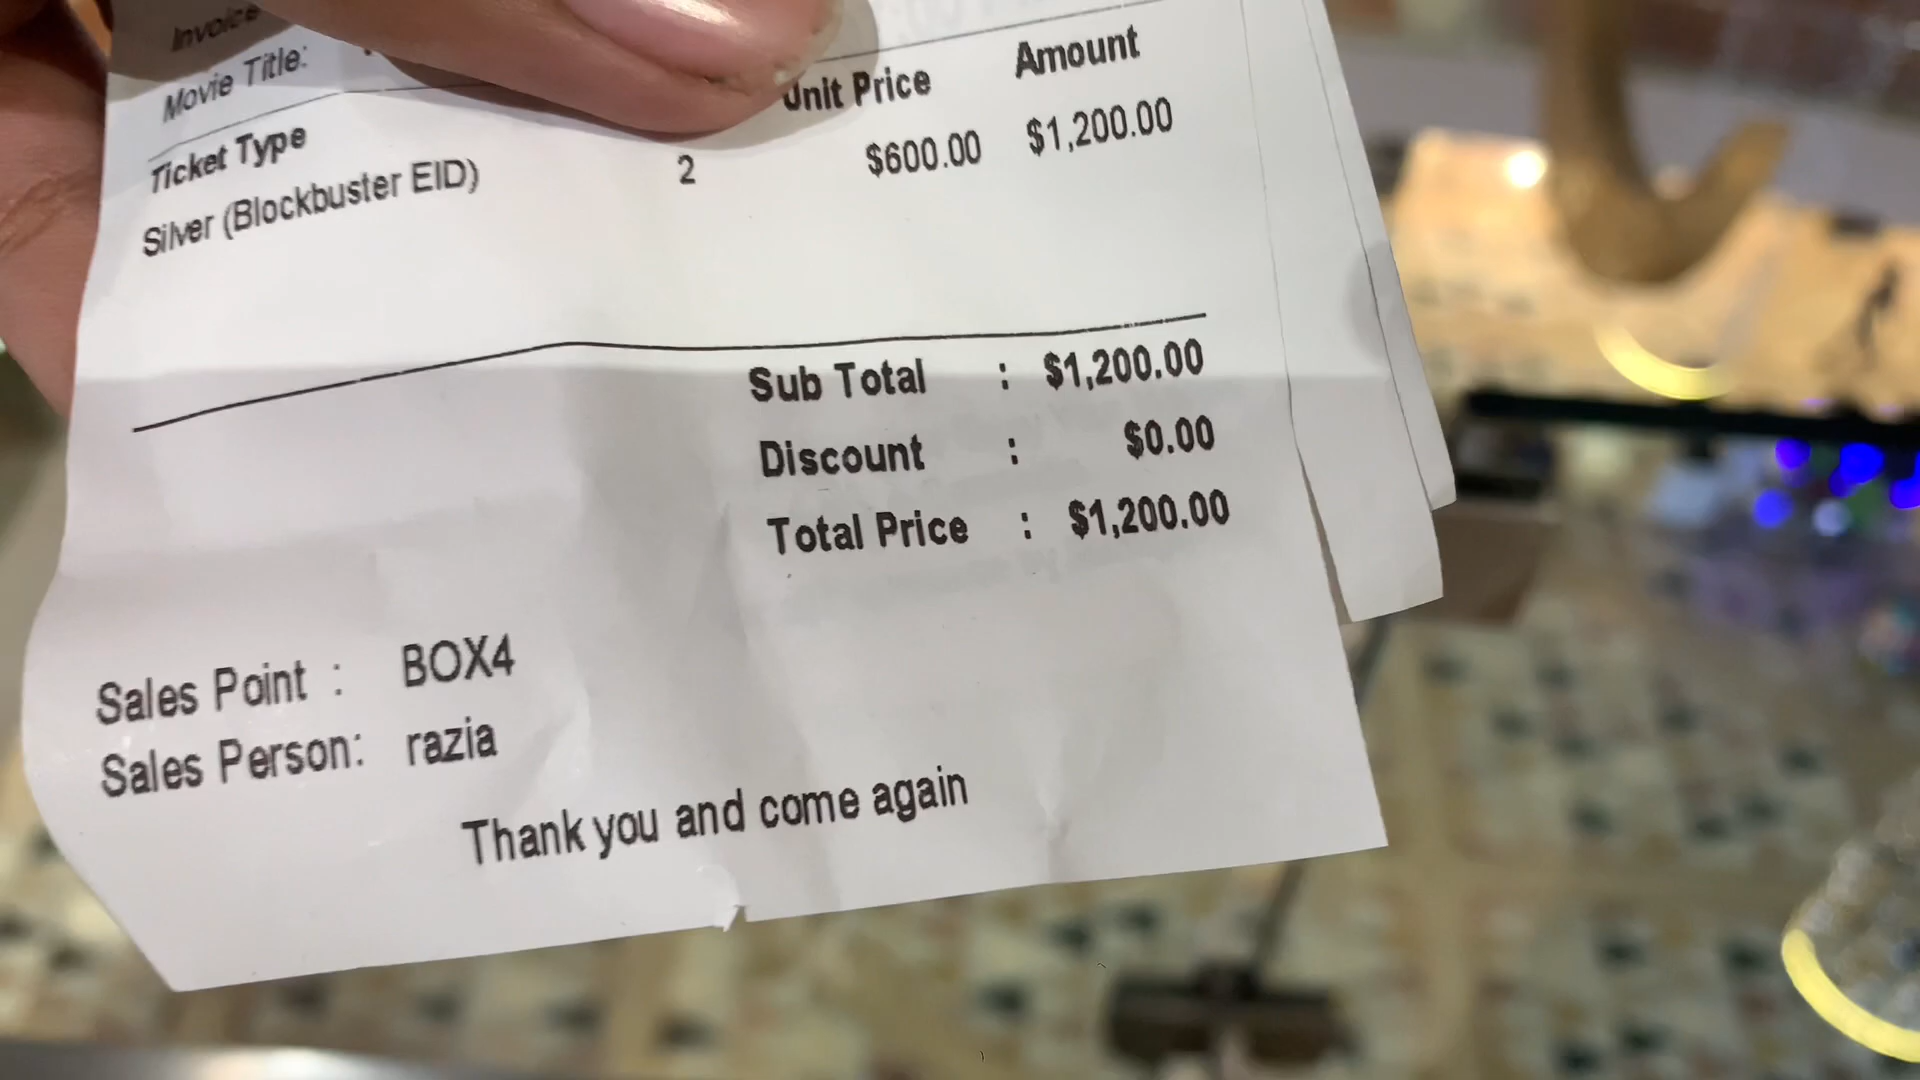 Invoice
Movie Title:
Ticket Type Unit Price Amount
Silver (Blockbuster EID) 2 $600.00 $1,200.00
Sub Total : $1,200.00
Discount : $0.00
Total Price : $1,200.00
Sales Point : BOX4
Sales Person: razia
Thank you and come again